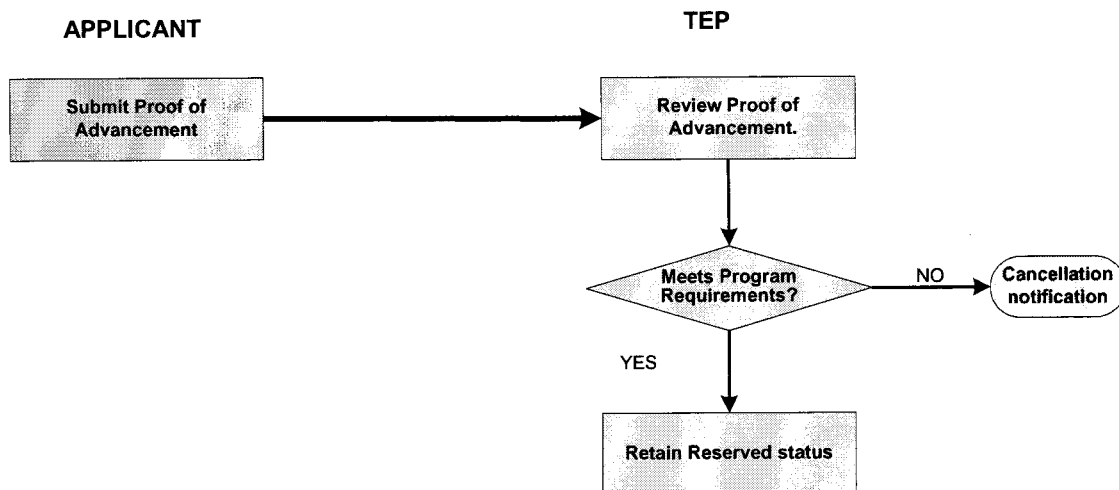 APPLICANT
TEP
Submit Proof of
Advancement
Review Proof of
Advancement.
Meets Program
Requirements?
NO
Cancellation
notification
YES
Retain Reserved status